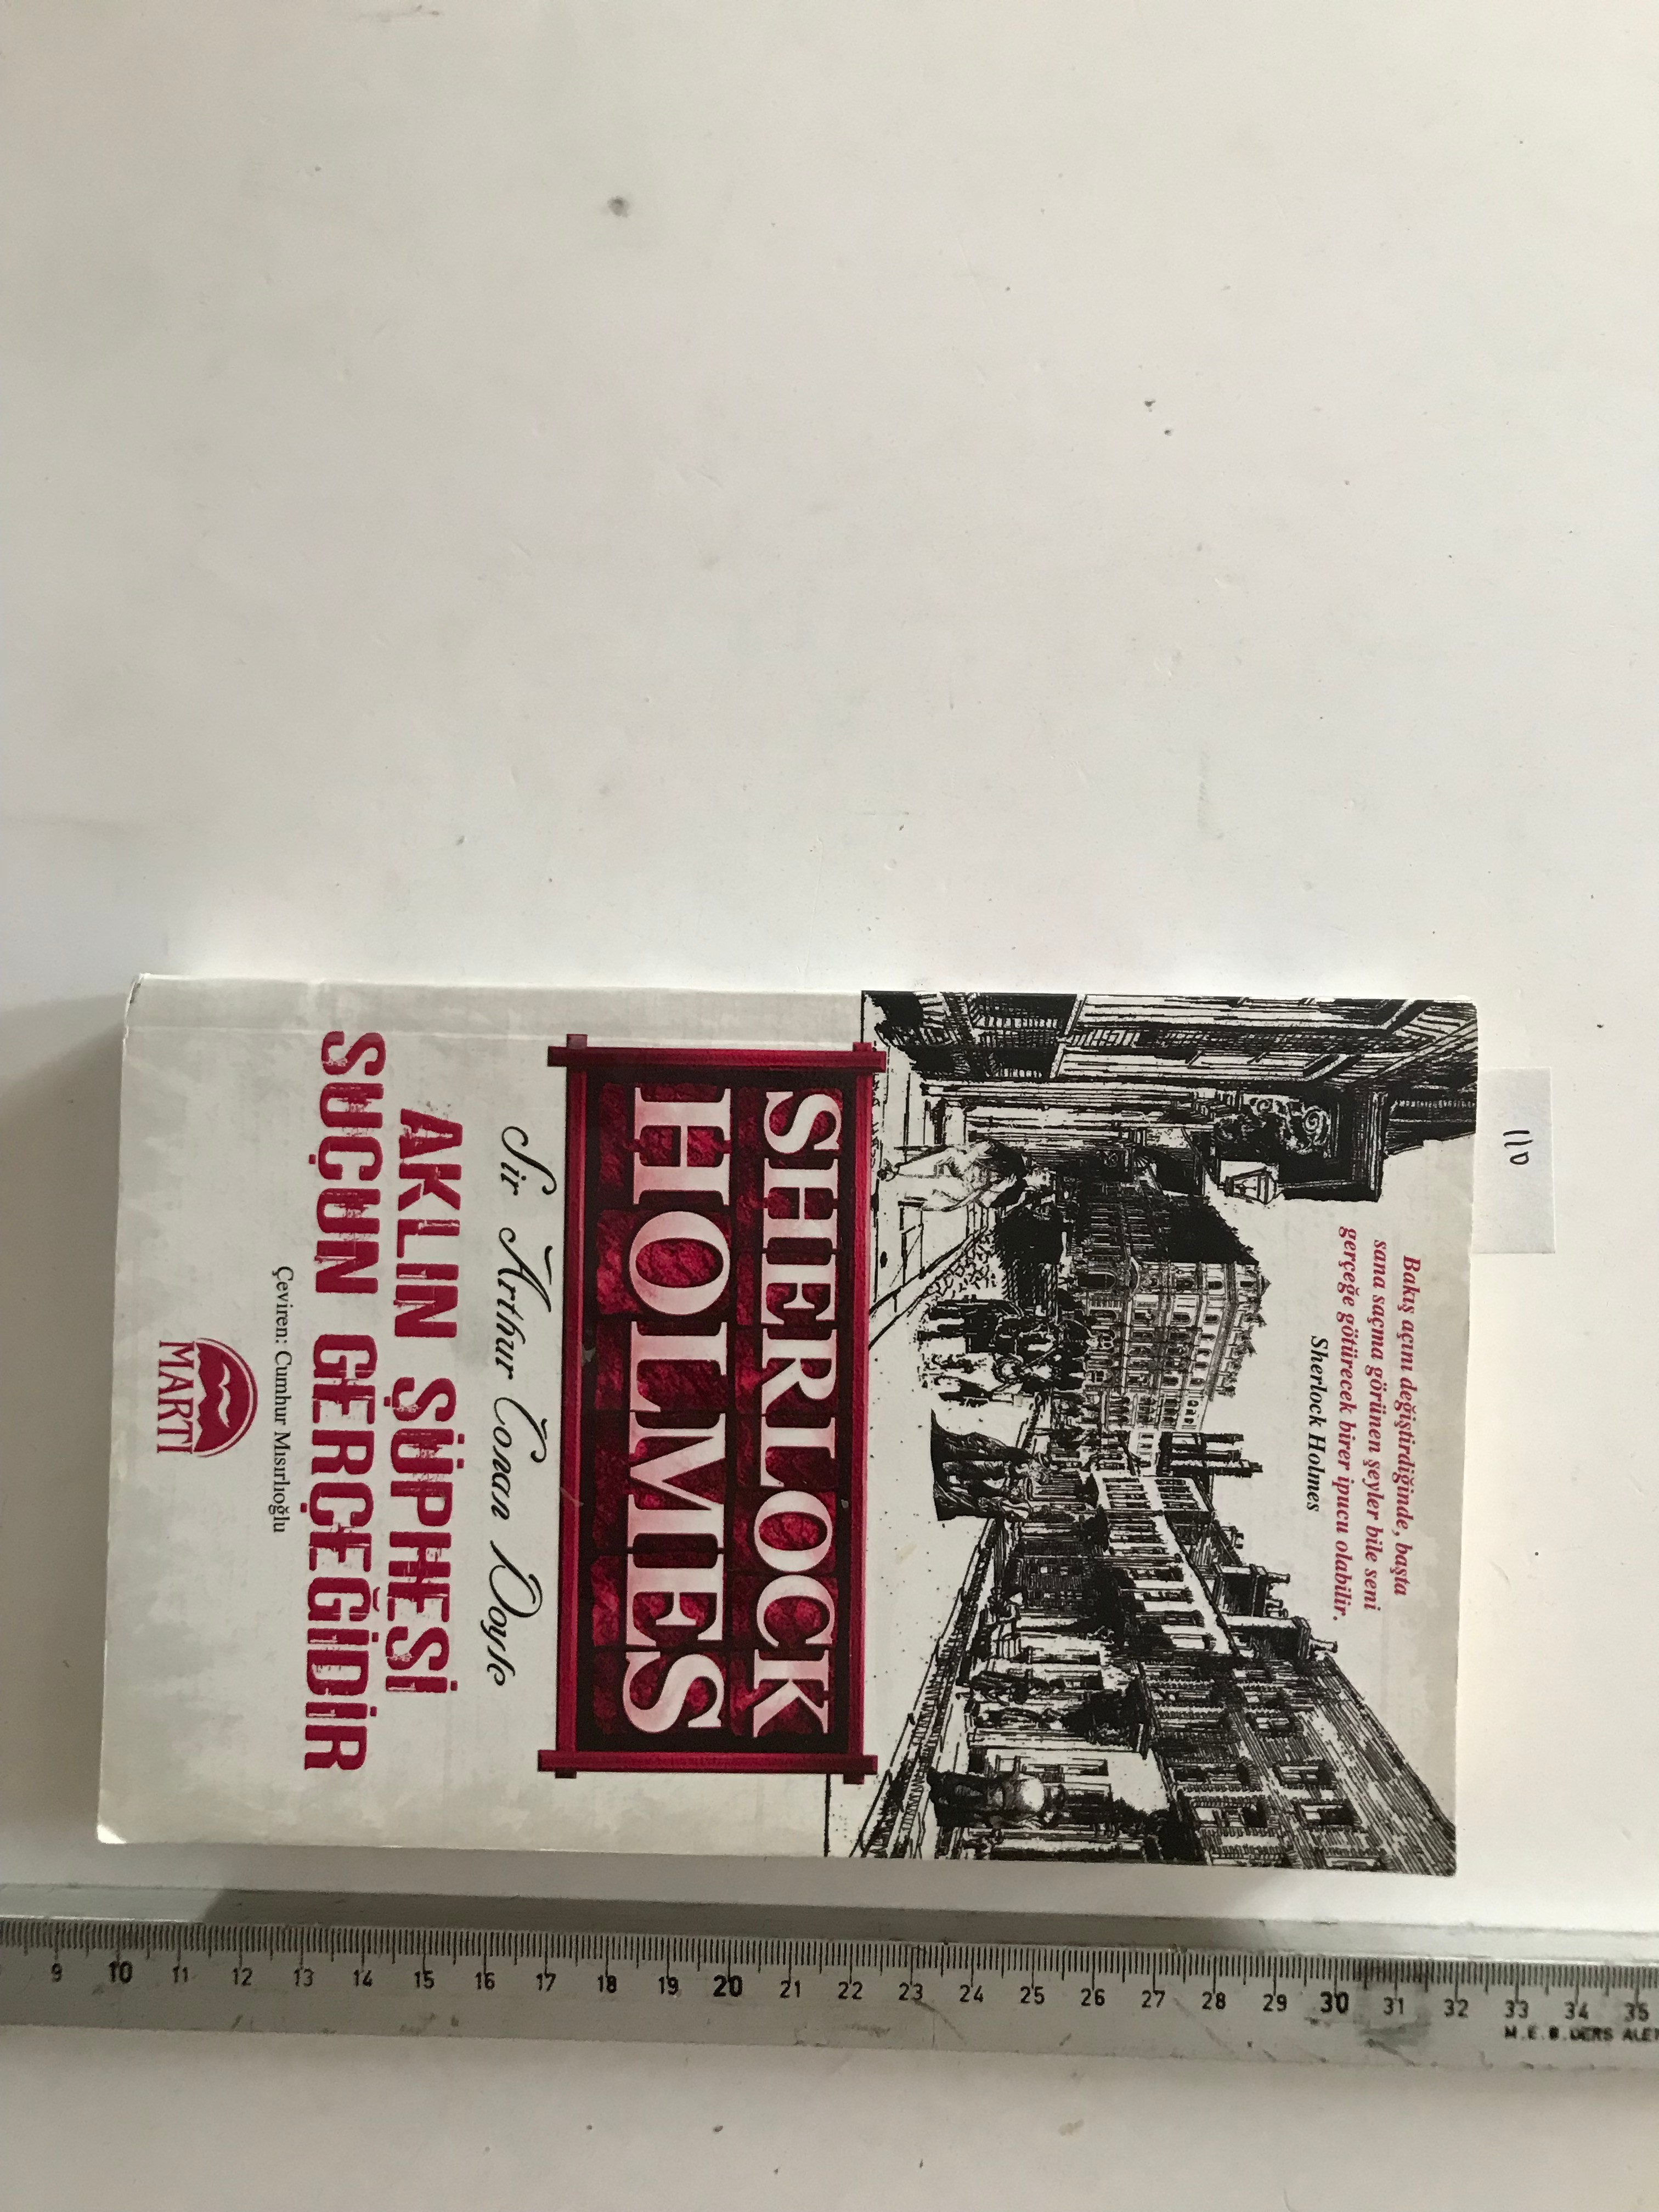 Bakış açını değiştirdiğinde, başta
sana saçma görünen şeyler bile seni
gerçeğe götürecek birer ipucu olabilir.
Sherlock Holmes
SHERLOCK
HOLMES
Sir Arthur Conan Doyle
AKLIN ŞÜPHESİ
SUÇUN GERÇEĞİDİR
Çeviren: Cumhur Mısırlıoğlu
MARTI
9 10 11 12 13 14 15 16 17 18 19 20 21 22 23 24 25 26 27 28 29 30 31 32 33 34 35
M.E.B. DERS ALET